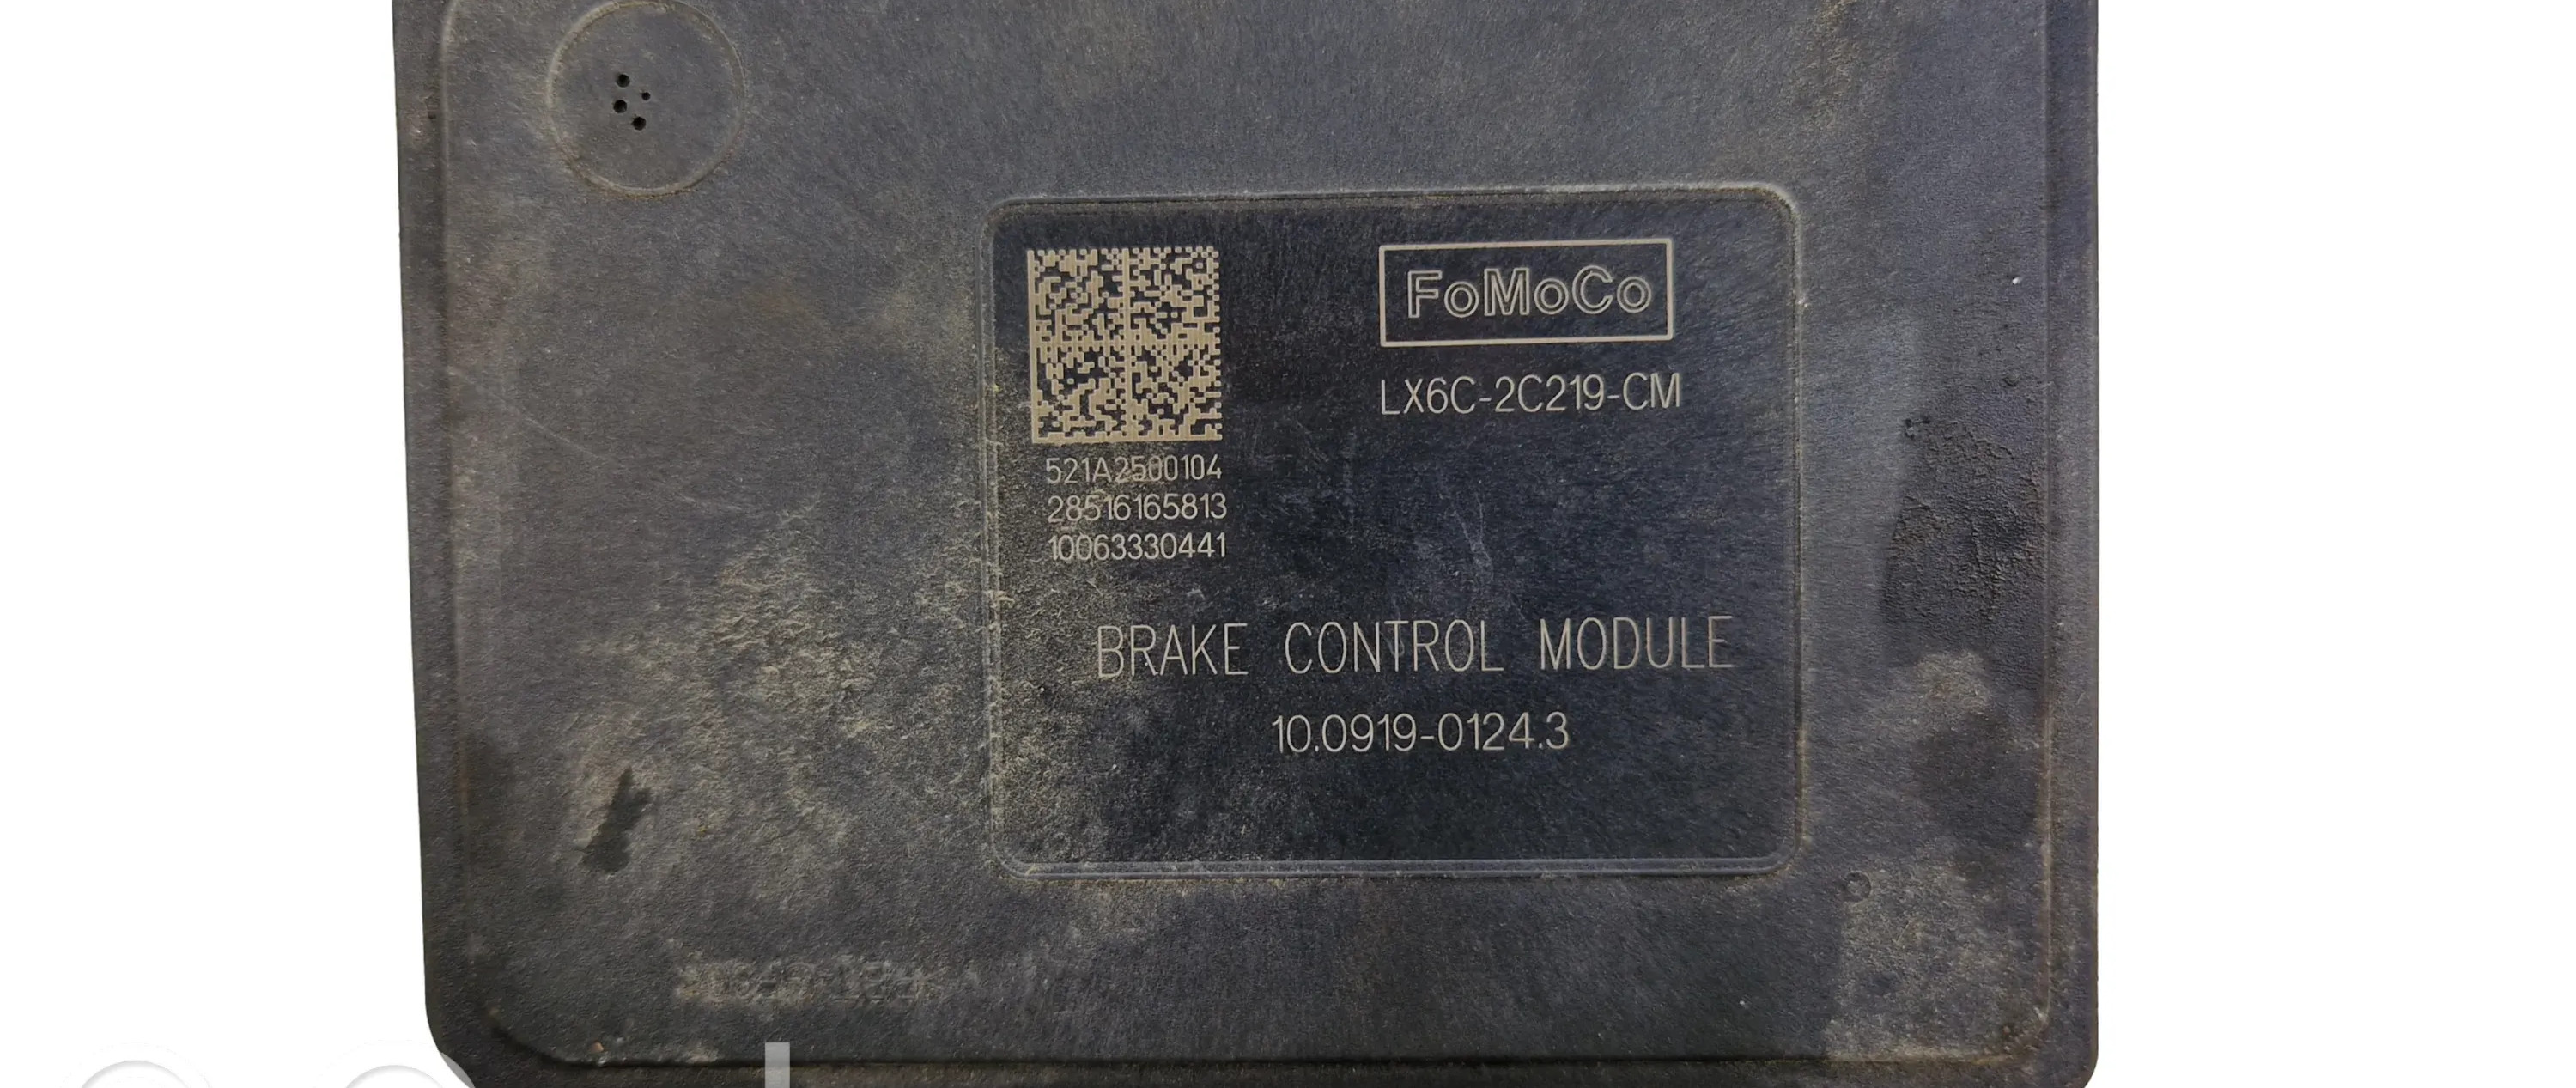 FoMoCo
LX6C-2C219-CM
521A2500104
28516165813
10063330441
BRAKE CONTROL MODULE
10.0919-0124.3